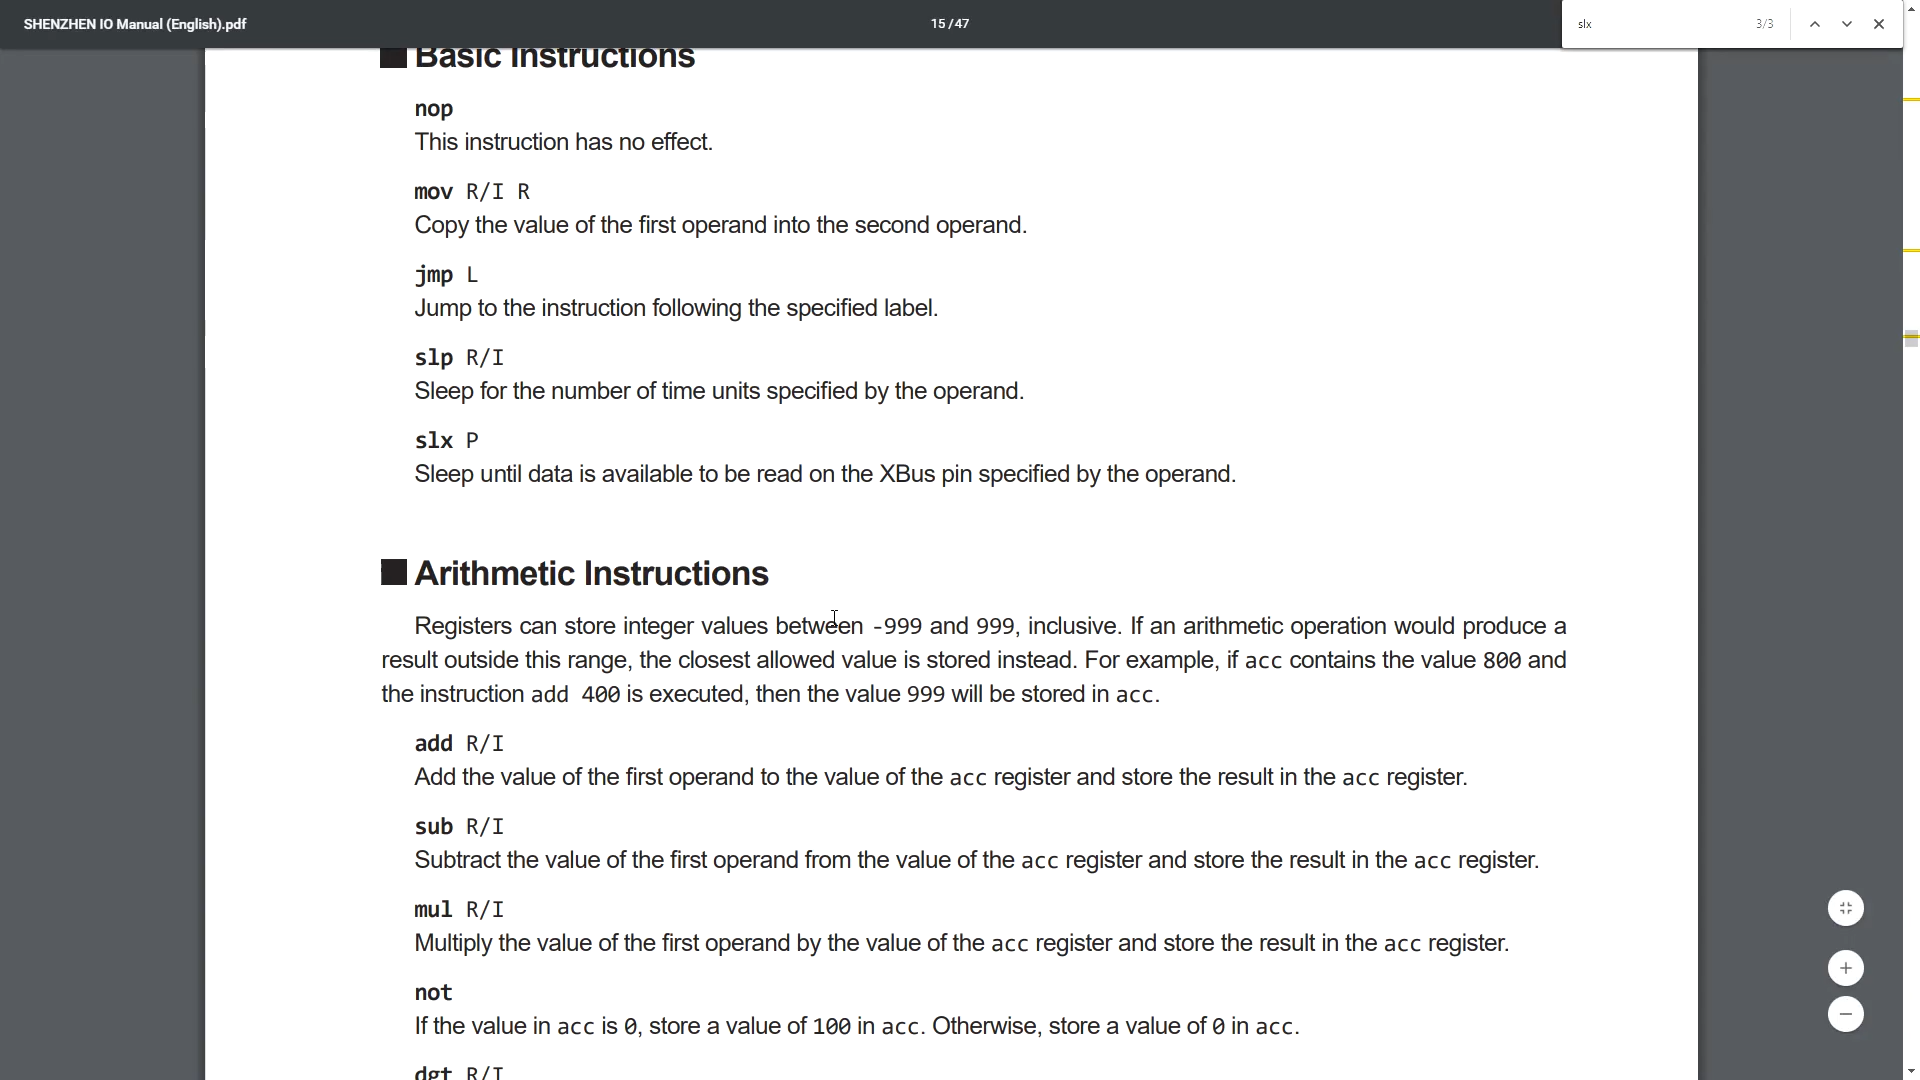 SHENZHEN IO Manual (English).pdf
15 / 47
slx
3/3
Basic Instructions
nop
This instruction has no effect.
mov R/I R
Copy the value of the first operand into the second operand.
jmp L
Jump to the instruction following the specified label.
slp R/I
Sleep for the number of time units specified by the operand.
slx P
Sleep until data is available to be read on the XBus pin specified by the operand.
Arithmetic Instructions
Registers can store integer values between -999 and 999, inclusive. If an arithmetic operation would produce a
result outside this range, the closest allowed value is stored instead. For example, if acc contains the value 800 and
the instruction add 400 is executed, then the value 999 will be stored in acc.
add R/I
Add the value of the first operand to the value of the acc register and store the result in the acc register.
sub R/I
Subtract the value of the first operand from the value of the acc register and store the result in the acc register.
mul R/I
Multiply the value of the first operand by the value of the acc register and store the result in the acc register.
not
If the value in acc is 0, store a value of 100 in acc. Otherwise, store a value of 0 in acc.
dgt R/I